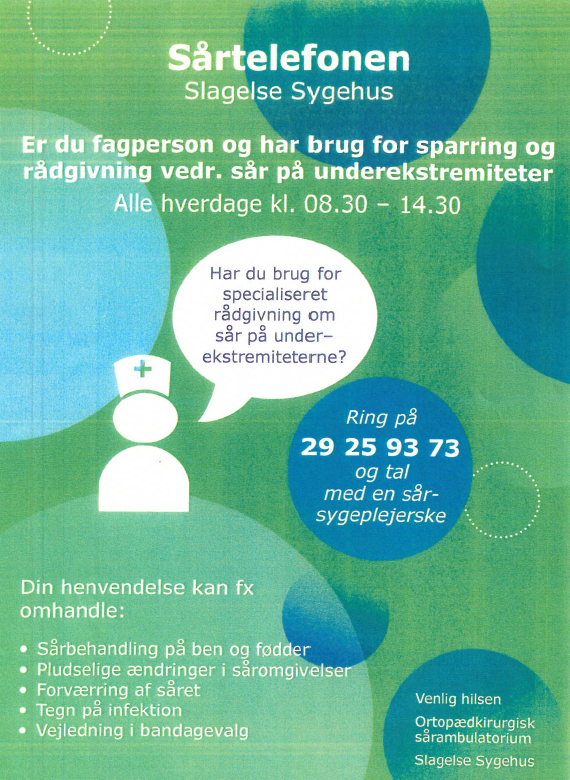 Sårtelefonen
Slagelse Sygehus
Er du fagperson og har brug for sparring og
rådgivning vedr. sår på underekstremiteter
Alle hverdage kl. 08.30 – 14.30
Har du brug for
specialiseret
rådgivning om
sår på under–
ekstremiteterne?
Ring på
29 25 93 73
og tal
med en sår-
sygeplejerske
Din henvendelse kan fx
omhandle:
• Sårbehandling på ben og fødder
• Pludselige ændringer i såromgivelser
• Forværring af såret
• Tegn på infektion
• Vejledning i bandagevalg
Venlig hilsen
Ortopædkirurgisk
sårambulatorium
Slagelse Sygehus